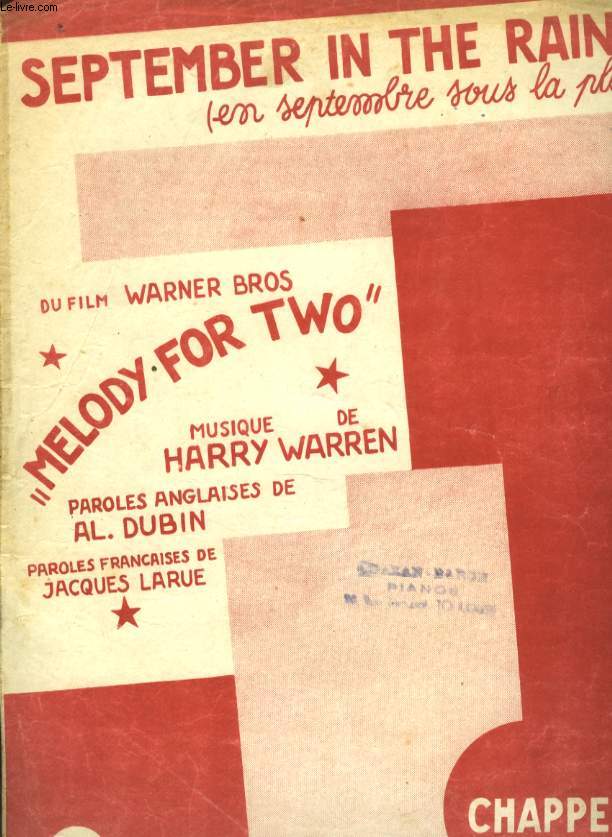 © Le-livre.com
SEPTEMBER IN THE RAIN
(en septembre sous la
DU FILM WARNER BROS
"MELODY FOR TWO"
MUSIQUE DE
HARRY WARREN
PAROLES ANGLAISES DE
AL. DUBIN
PAROLES FRANCAISES DE
JACQUES LARUE
PIANOS
CHAPPE